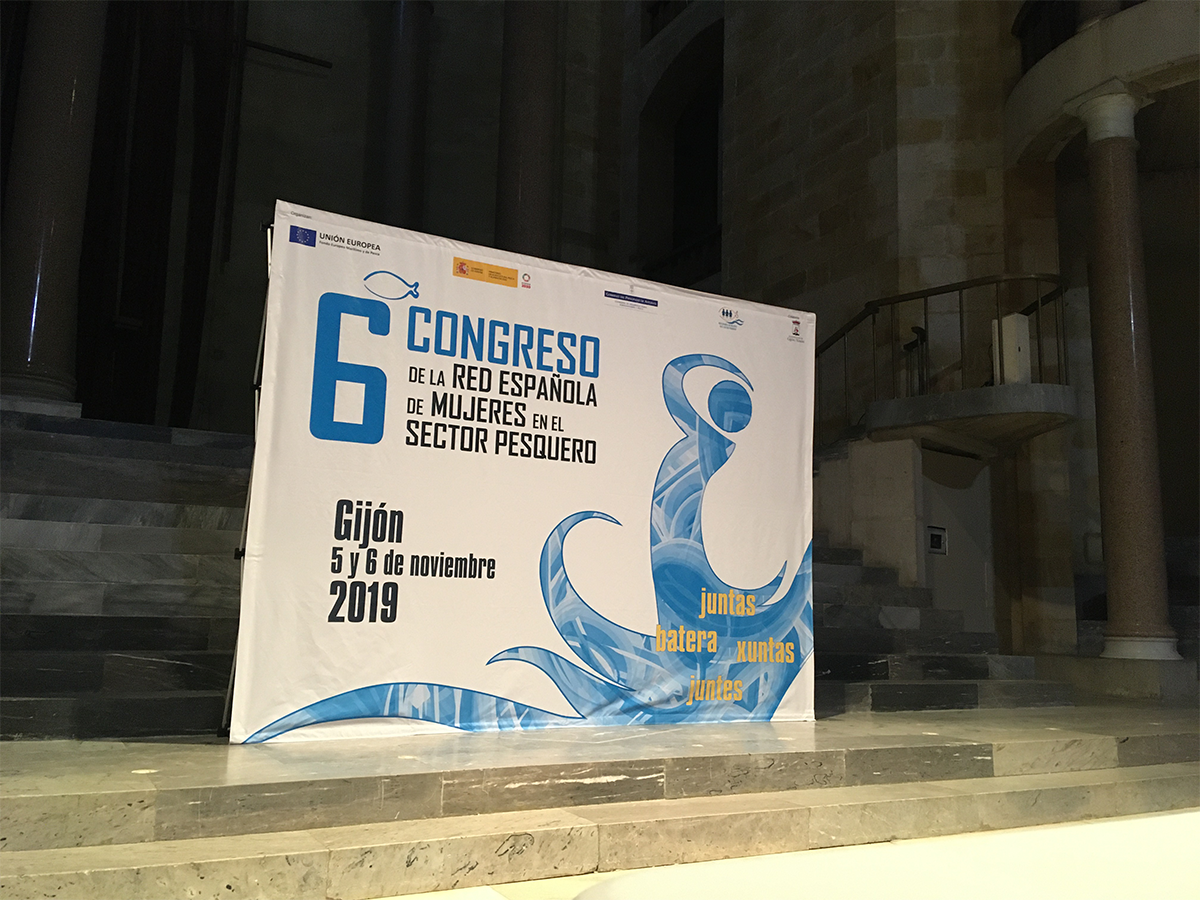 UNIÓN EUROPEA
6 CONGRESO
DE LA RED ESPAÑOLA
DE MUJERES EN EL
SECTOR PESQUERO
Gijón
5 y 6 de noviembre
2019
juntas
batera xuntas
juntes